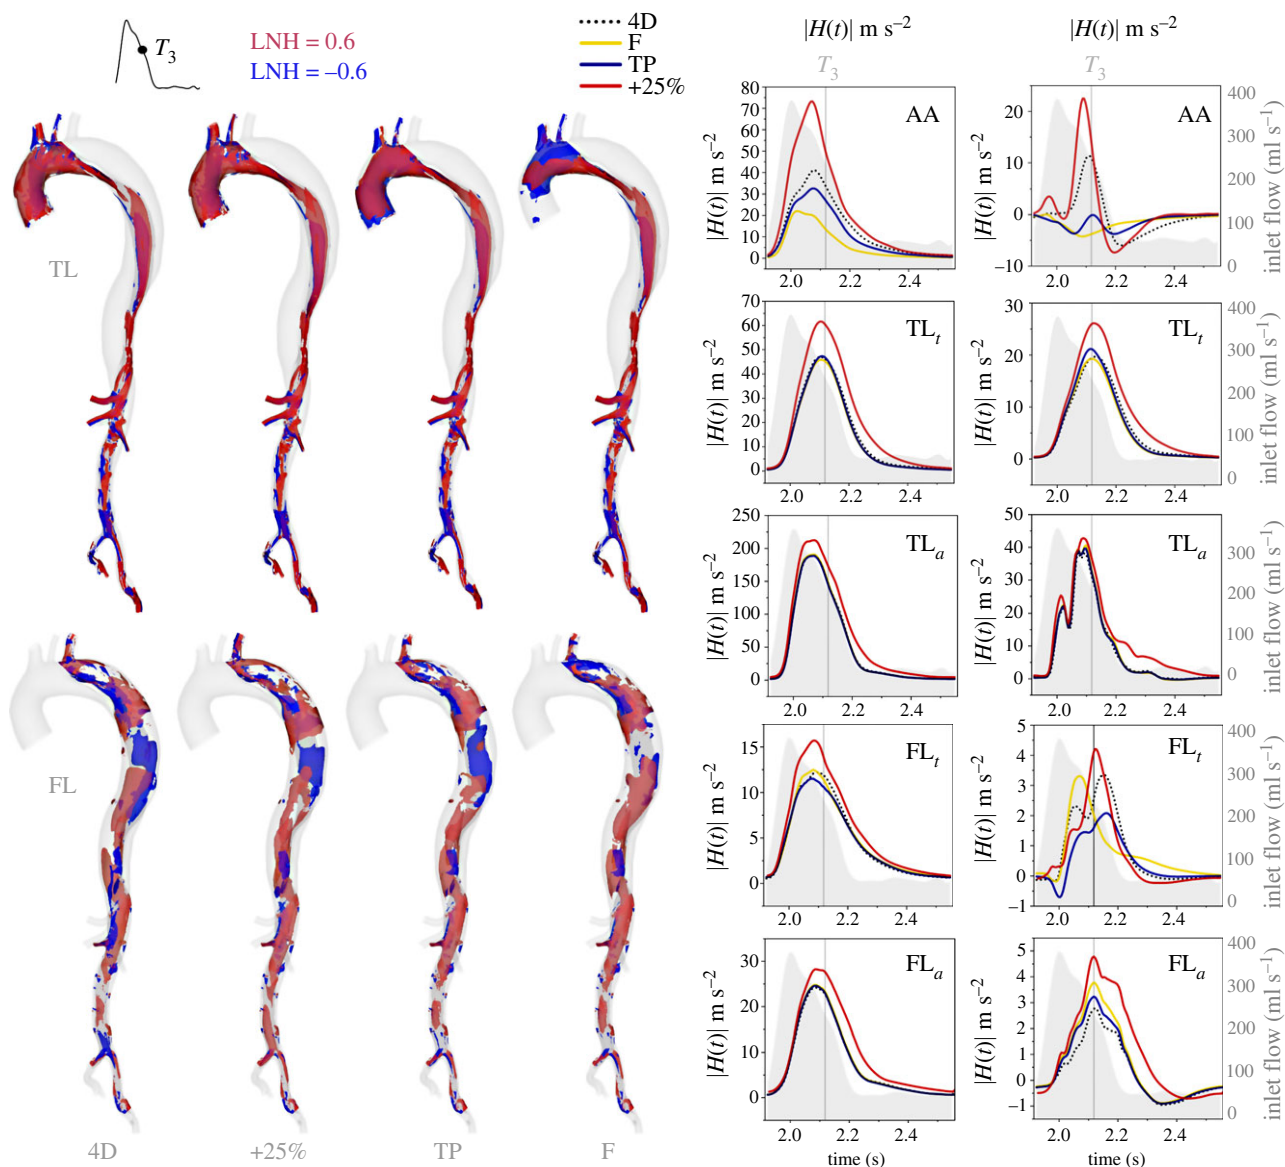 T3
LNH = 0.6
LNH = –0.6
4D
F
TP
+25%
TL
FL
4D
+25%
TP
F
|H(t)| m s–2
|H(t)| m s–2
T3
T3
80
70
60
50
40
30
20
10
0
|H(t)| m s–2
AA
2.0 2.2 2.4
20
10
0
–10
|H(t)| m s–2
AA
2.0 2.2 2.4
400
300
200
100
0
inlet flow (ml s–1)
70
60
50
40
30
20
10
0
|H(t)| m s–2
TLt
2.0 2.2 2.4
30
20
10
0
|H(t)| m s–2
TLt
2.0 2.2 2.4
400
300
200
100
0
inlet flow (ml s–1)
250
200
150
100
50
0
|H(t)| m s–2
TLa
2.0 2.2 2.4
50
40
30
20
10
0
|H(t)| m s–2
TLa
2.0 2.2 2.4
300
200
100
0
inlet flow (ml s–1)
15
10
5
0
|H(t)| m s–2
FLt
2.0 2.2 2.4
5
4
3
2
1
0
–1
|H(t)| m s–2
FLt
2.0 2.2 2.4
400
300
200
100
0
inlet flow (ml s–1)
30
20
10
0
|H(t)| m s–2
FLa
2.0 2.2 2.4
time (s)
5
4
3
2
1
0
–1
|H(t)| m s–2
FLa
2.0 2.2 2.4
time (s)
400
300
200
100
0
inlet flow (ml s–1)